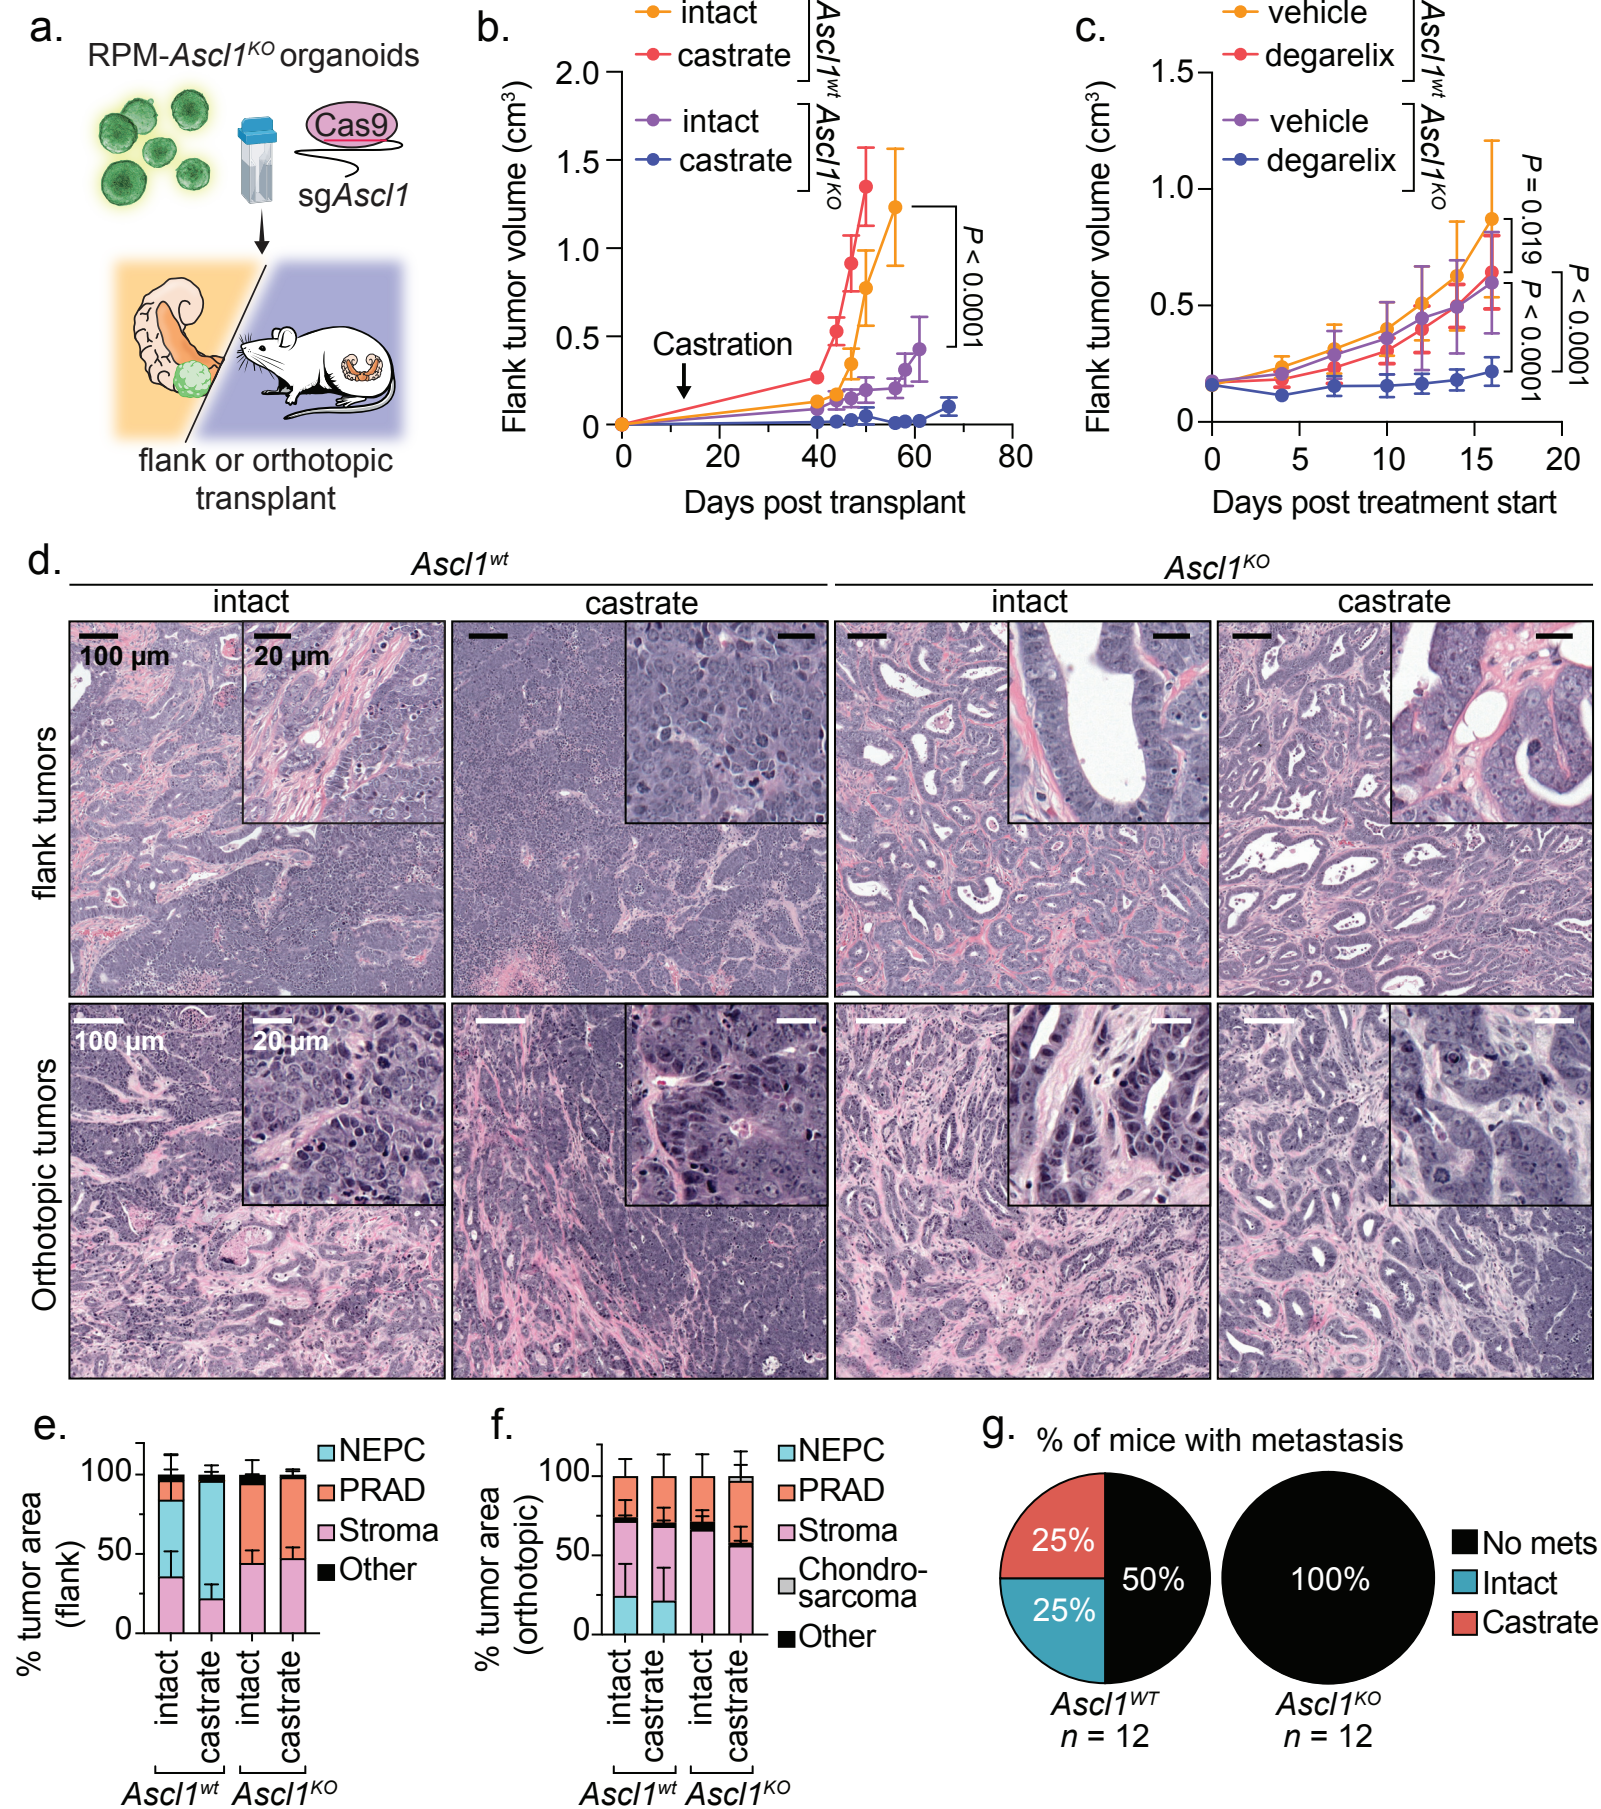 a.
RPM-Ascl1KO organoids
Cas9
sgAscl1
flank or orthotopic
transplant
b.
intact
castrate
Ascl1wt
intact
castrate
Ascl1KO
Flank tumor volume (cm3)
2.0
1.5
1.0
0.5
0
Castration
P < 0.0001
0 20 40 60 80
Days post transplant
c.
vehicle
degarelix
Ascl1wt
vehicle
degarelix
Ascl1KO
Flank tumor volume (cm3)
1.5
1.0
0.5
0
P = 0.019
P < 0.0001
P < 0.0001
0 5 10 15 20
Days post treatment start
d.
Ascl1wt Ascl1KO
intact castrate intact castrate
flank tumors
100 µm 20 µm
Orthotopic tumors
100 µm 20 µm
e.
% tumor area
(flank)
100
50
0
NEPC
PRAD
Stroma
Other
intact castrate intact castrate
Ascl1wt Ascl1KO
f.
% tumor area
(orthotopic)
100
50
0
NEPC
PRAD
Stroma
Chondro-
sarcoma
Other
intact castrate intact castrate
Ascl1wt Ascl1KO
g.
% of mice with metastasis
25%
25%
50%
100%
No mets
Intact
Castrate
Ascl1WT Ascl1KO
n = 12 n = 12